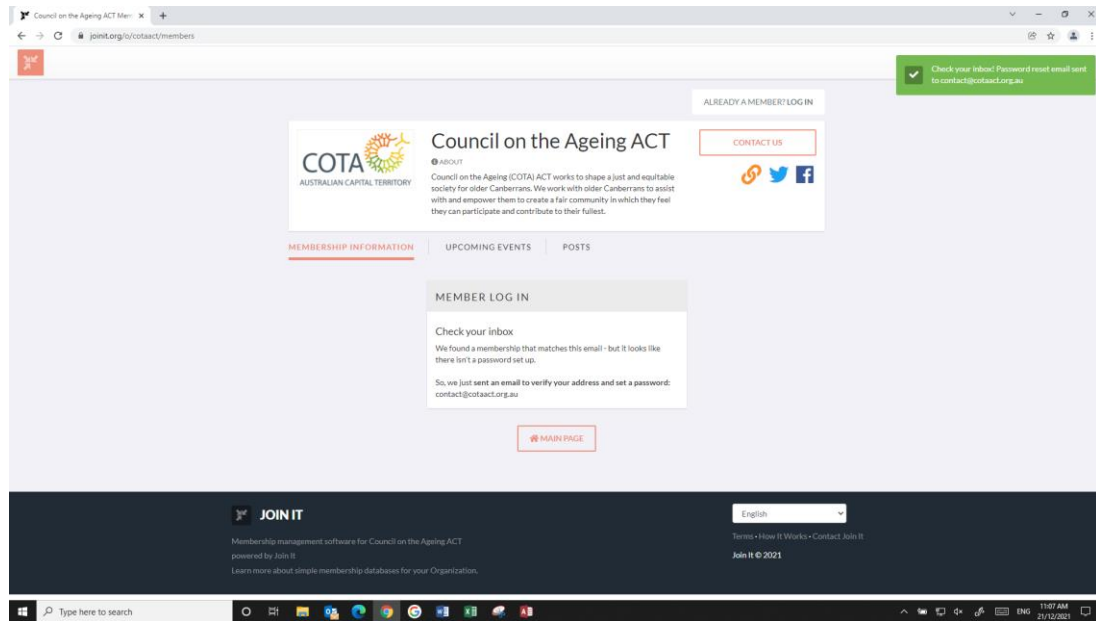 Council on the Ageing ACT Mem
joinit.org/o/cotaact/members
Check your inbox! Password reset email sent
to contact@cotaact.org.au
ALREADY A MEMBER? LOG IN
COTA
AUSTRALIAN CAPITAL TERRITORY
Council on the Ageing ACT
ABOUT
Council on the Ageing (COTA) ACT works to shape a just and equitable
society for older Canberrans. We work with older Canberrans to assist
with and empower them to create a fair community in which they feel
they can participate and contribute to their fullest.
CONTACT US
MEMBERSHIP INFORMATION
UPCOMING EVENTS
POSTS
MEMBER LOG IN
Check your inbox
We found a membership that matches this email - but it looks like
there isn't a password set up.
So, we just sent an email to verify your address and set a password:
contact@cotaact.org.au
MAIN PAGE
JOIN IT
Membership management software for Council on the Ageing ACT
powered by Join It
Learn more about simple membership databases for your Organization.
English
Terms • How It Works • Contact Join It
Join It © 2021
Type here to search
ENG
11:07 AM
21/12/2021